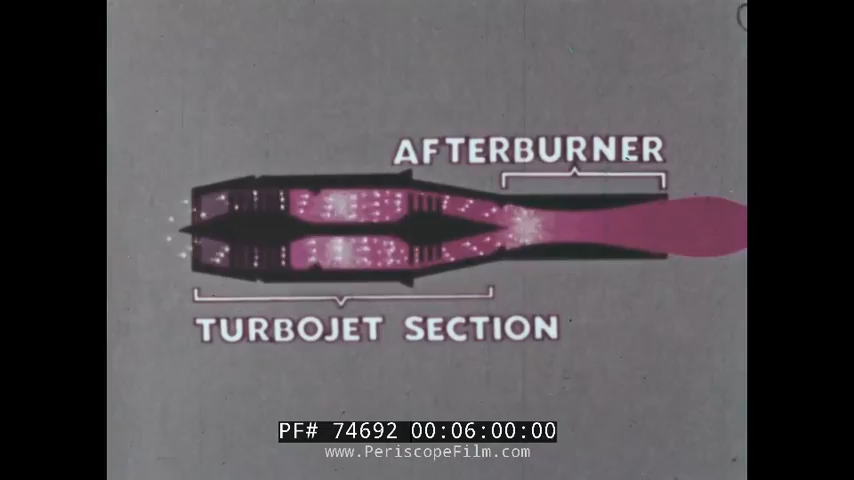 AFTERBURNER
TURBOJET SECTION
PF# 74692 00:06:00:00
www.PeriscopeFilm.com